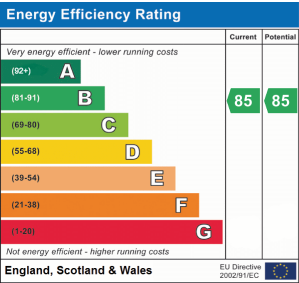 Energy Efficiency Rating
Current Potential
Very energy efficient - lower running costs
(92+) A
(81-91) B 85 85
(69-80) C
(55-68) D
(39-54) E
(21-38) F
(1-20) G
Not energy efficient - higher running costs
England, Scotland & Wales EU Directive
2002/91/EC